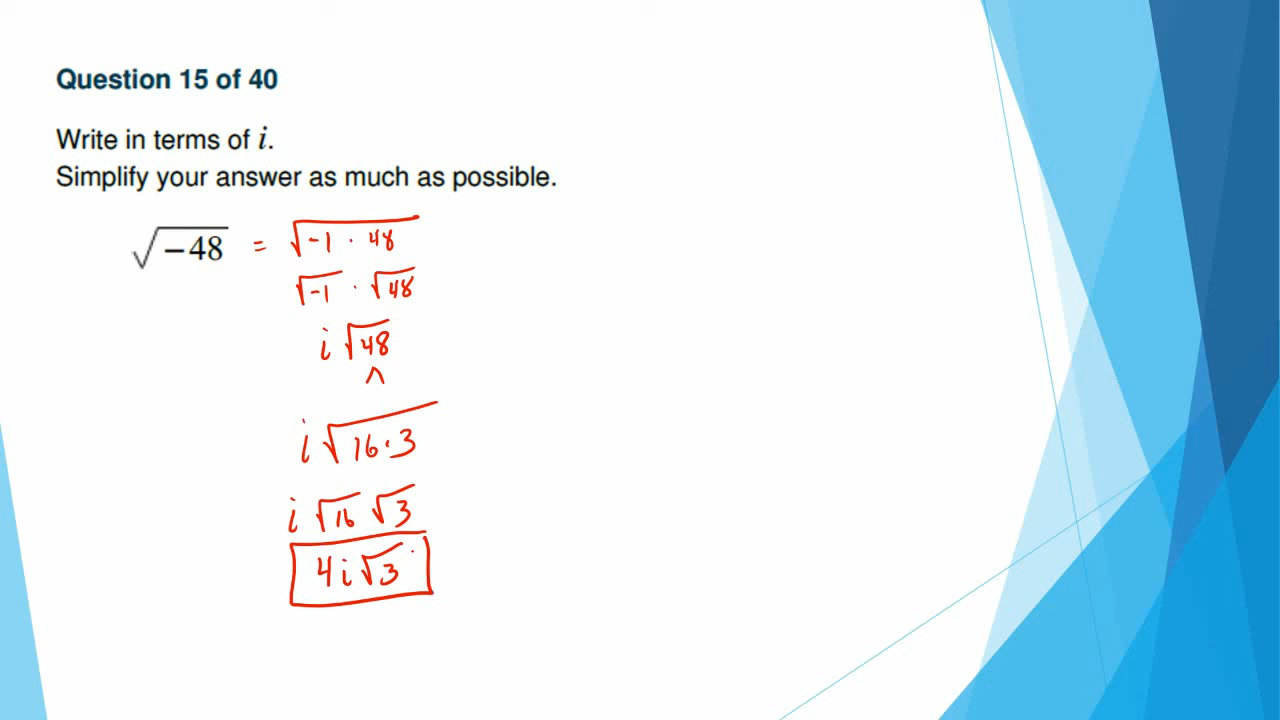 Question 15 of 40
Write in terms of i.
Simplify your answer as much as possible.
√−48 = √-1 · 48
√-1 · √48
i √48
i √16·3
i √16 √3
4i√3